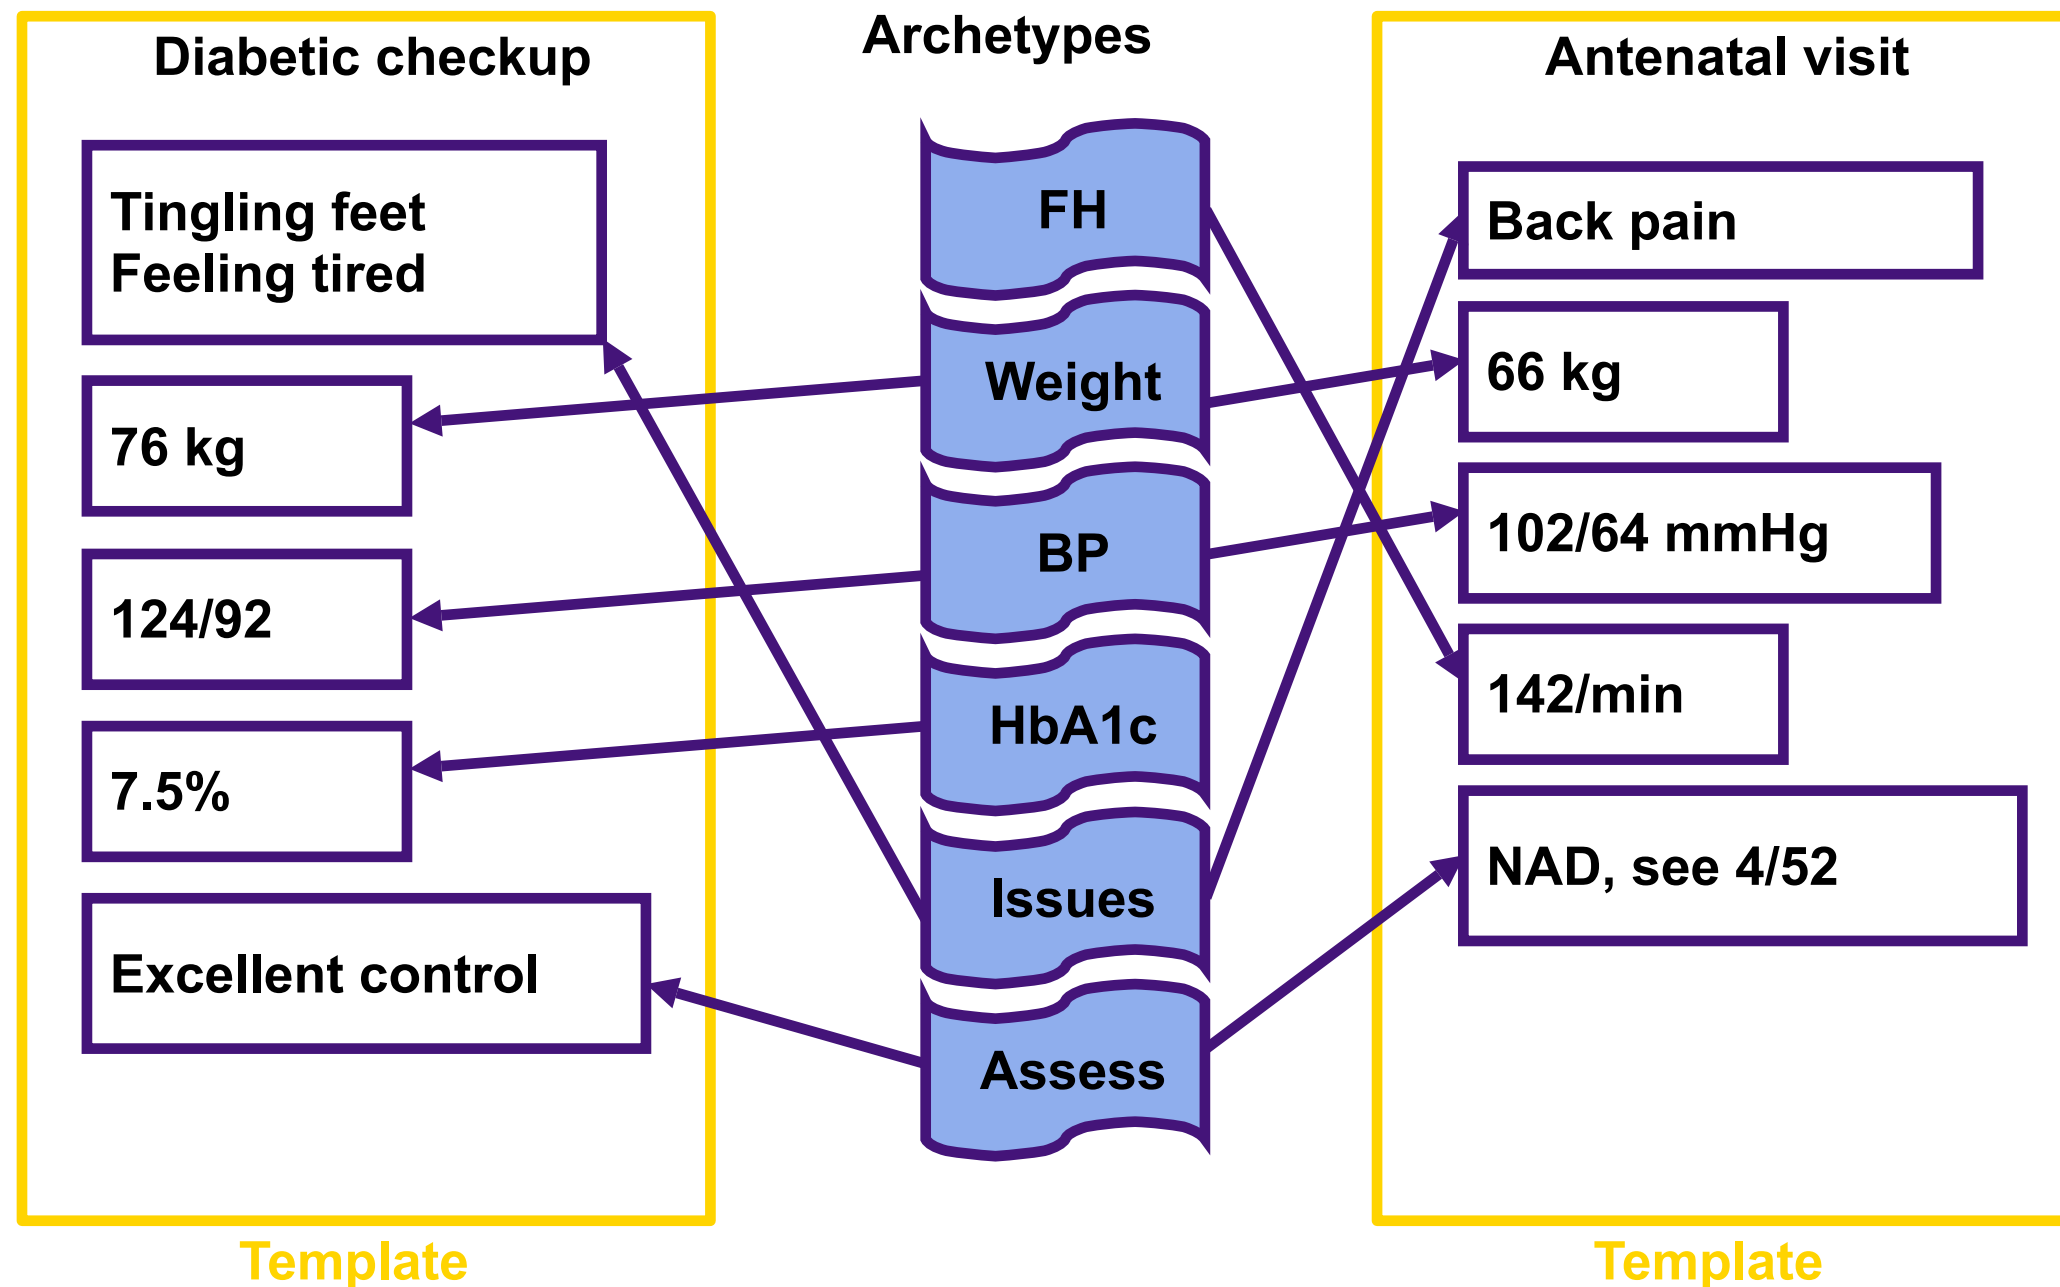 Diabetic checkup
Tingling feet
Feeling tired
76 kg
124/92
7.5%
Excellent control
Template
Archetypes
FH
Weight
BP
HbA1c
Issues
Assess
Antenatal visit
Back pain
66 kg
102/64 mmHg
142/min
NAD, see 4/52
Template